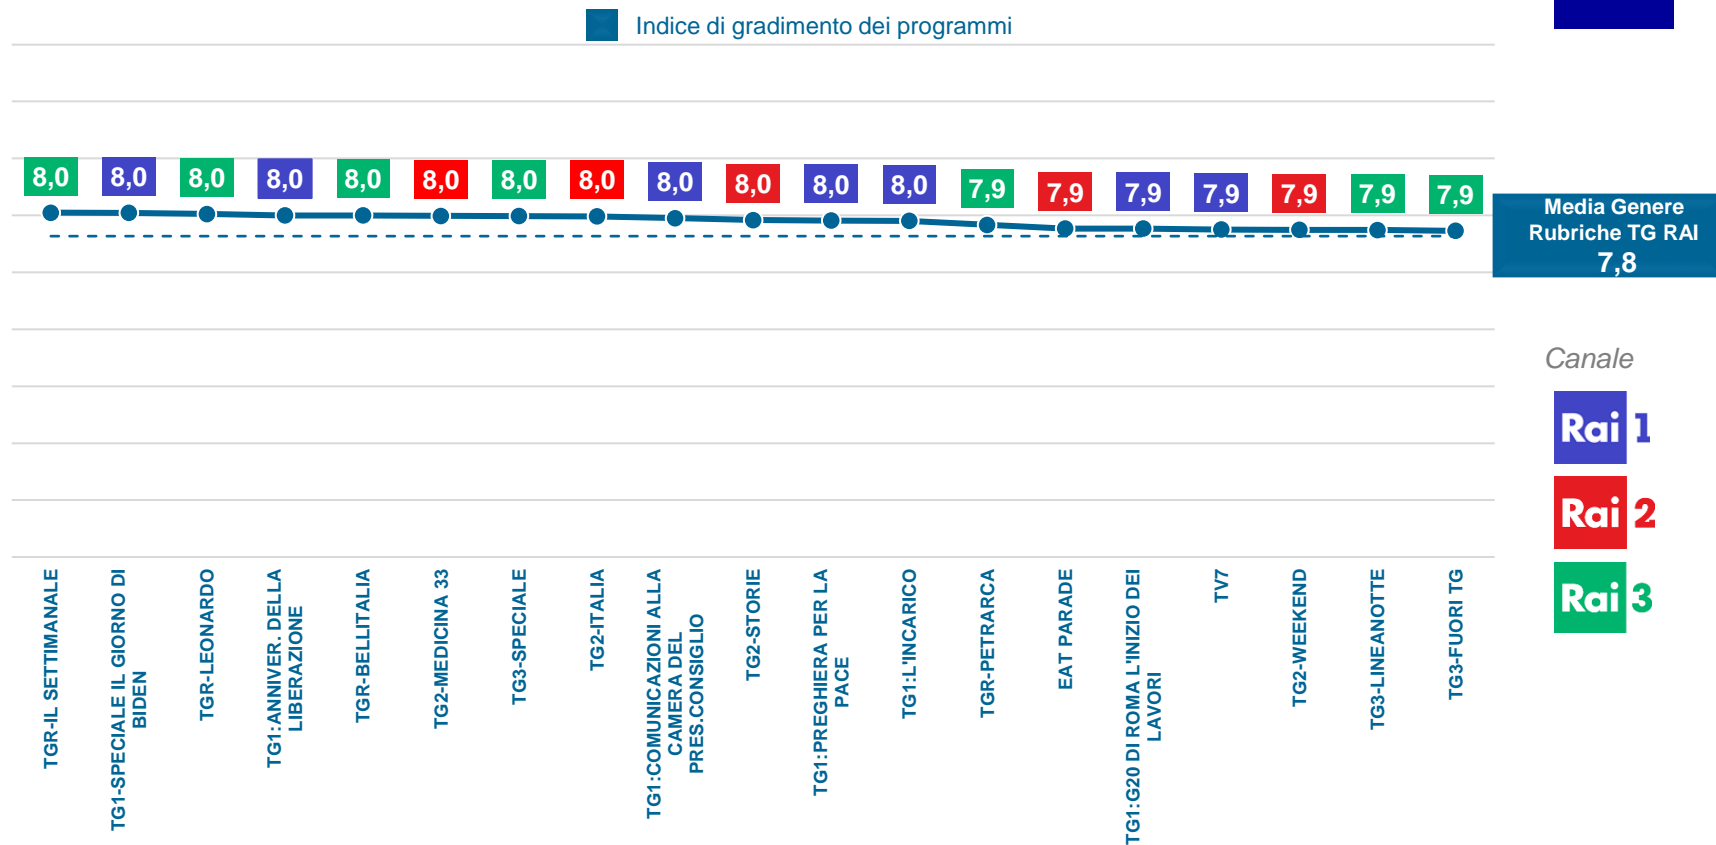 Indice di gradimento dei programmi
8,0 8,0 8,0 8,0 8,0 8,0 8,0 8,0 8,0 8,0 8,0 8,0 7,9 7,9 7,9 7,9 7,9 7,9 7,9
Media Genere
Rubriche TG RAI
7,8
Canale
Rai 1
Rai 2
Rai 3
TGR-IL SETTIMANALE
TG1-SPECIALE IL GIORNO DI
BIDEN
TGR-LEONARDO
TG1:ANNIVER. DELLA
LIBERAZIONE
TGR-BELLITALIA
TG2-MEDICINA 33
TG3-SPECIALE
TG2-ITALIA
TG1:COMUNICAZIONI ALLA
CAMERA DEL
PRES.CONSIGLIO
TG2-STORIE
TG1:PREGHIERA PER LA
PACE
TG1:L'INCARICO
TGR-PETRARCA
EAT PARADE
TG1:G20 DI ROMA L'INIZIO DEI
LAVORI
TV7
TG2-WEEKEND
TG3-LINEANOTTE
TG3-FUORI TG